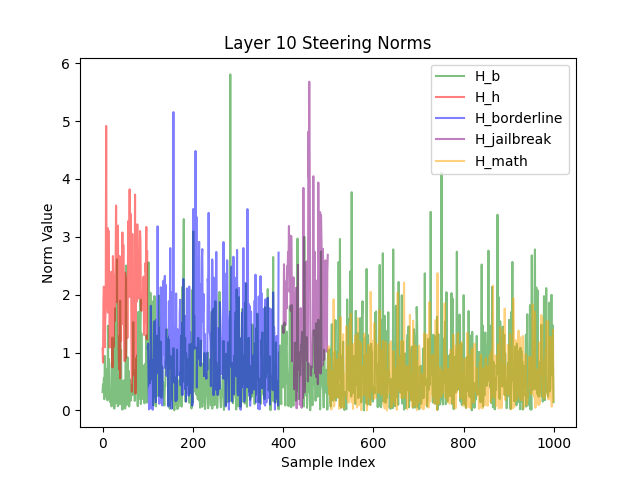 Layer 10 Steering Norms
H_b
H_h
H_borderline
H_jailbreak
H_math
Norm Value
6
5
4
3
2
1
0
0 200 400 600 800 1000
Sample Index